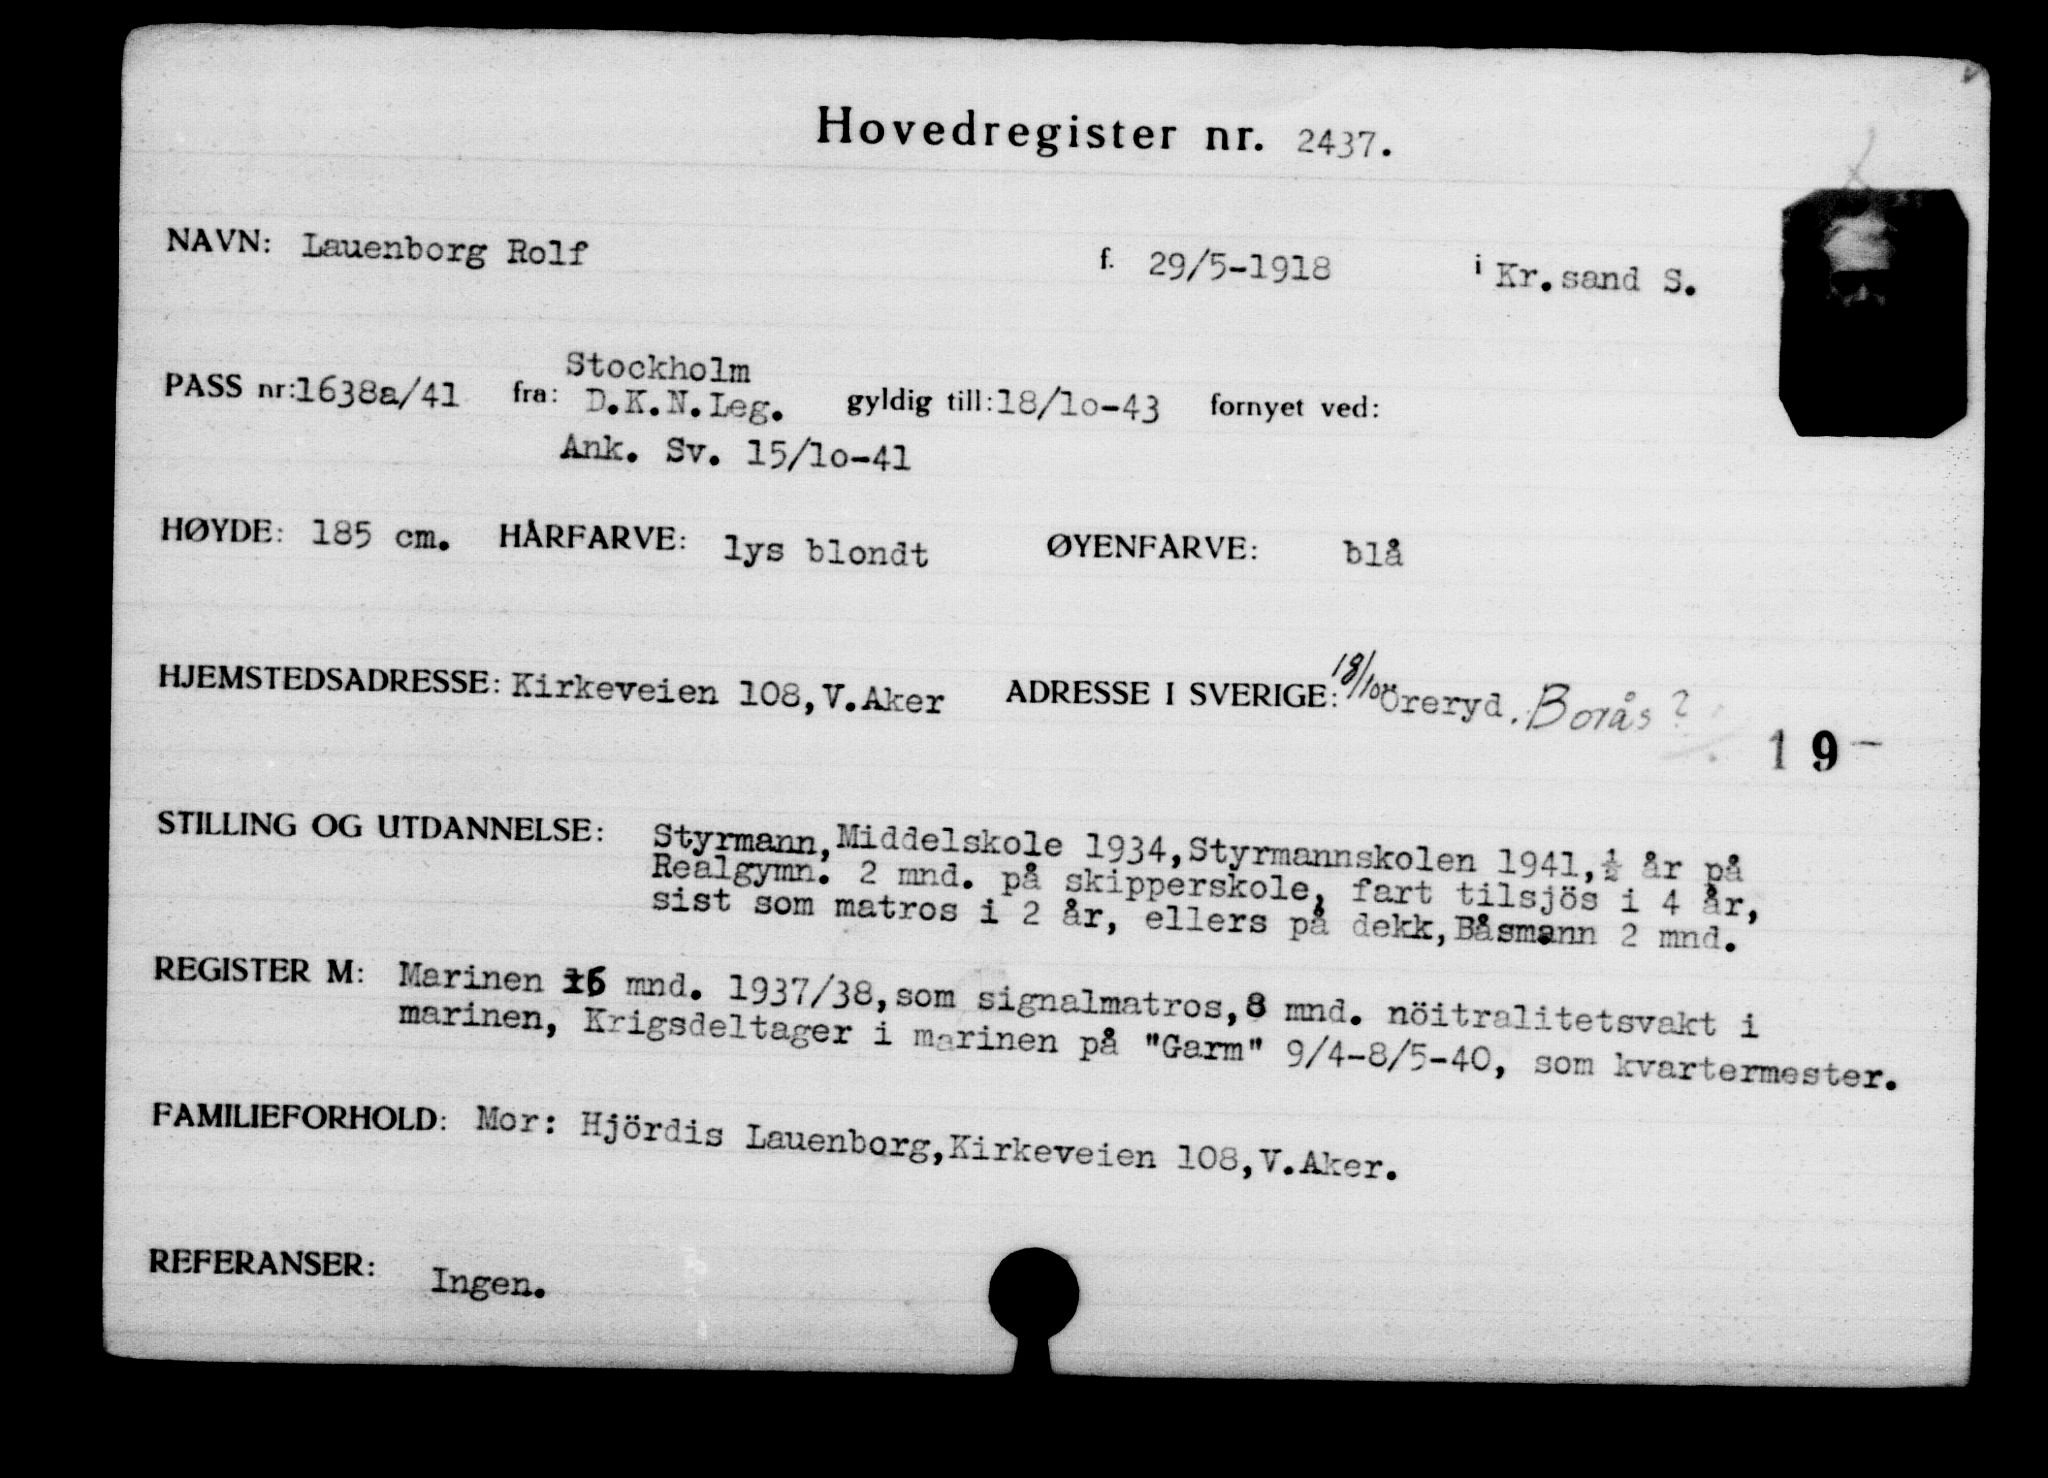 Hovedregister nr. 2437.
NAVN: Lauenborg Rolf f. 29/5-1918 i Kr.sand S.
Stockholm
PASS nr:1638a/41 fra: D.K.N.Leg. gyldig till:18/10-43 fornyet ved:
Ank. Sv. 15/10-41
HØYDE: 185 cm. HÅRFARVE: lys blondt ØYENFARVE: blå
HJEMSTEDSADRESSE: Kirkeveien 108,V.Aker ADRESSE I SVERIGE: 18/10 Öreryd. Borås?
19-
STILLING OG UTDANNELSE: Styrmann,Middelskole 1934,Styrmannskolen 1941,½ år på
Realgymn. 2 mnd. på skipperskole, fart tilsjös i 4 år,
sist som matros i 2 år, ellers på dekk,Båsmann 2 mnd.
REGISTER M: Marinen 16 mnd. 1937/38,som signalmatros,8 mnd. nöitralitetsvakt i
marinen, Krigsdeltager i marinen på "Garm" 9/4-8/5-40, som kvartermester.
FAMILIEFORHOLD: Mor: Hjördis Lauenborg,Kirkeveien 108,V.Aker.
REFERANSER: Ingen.